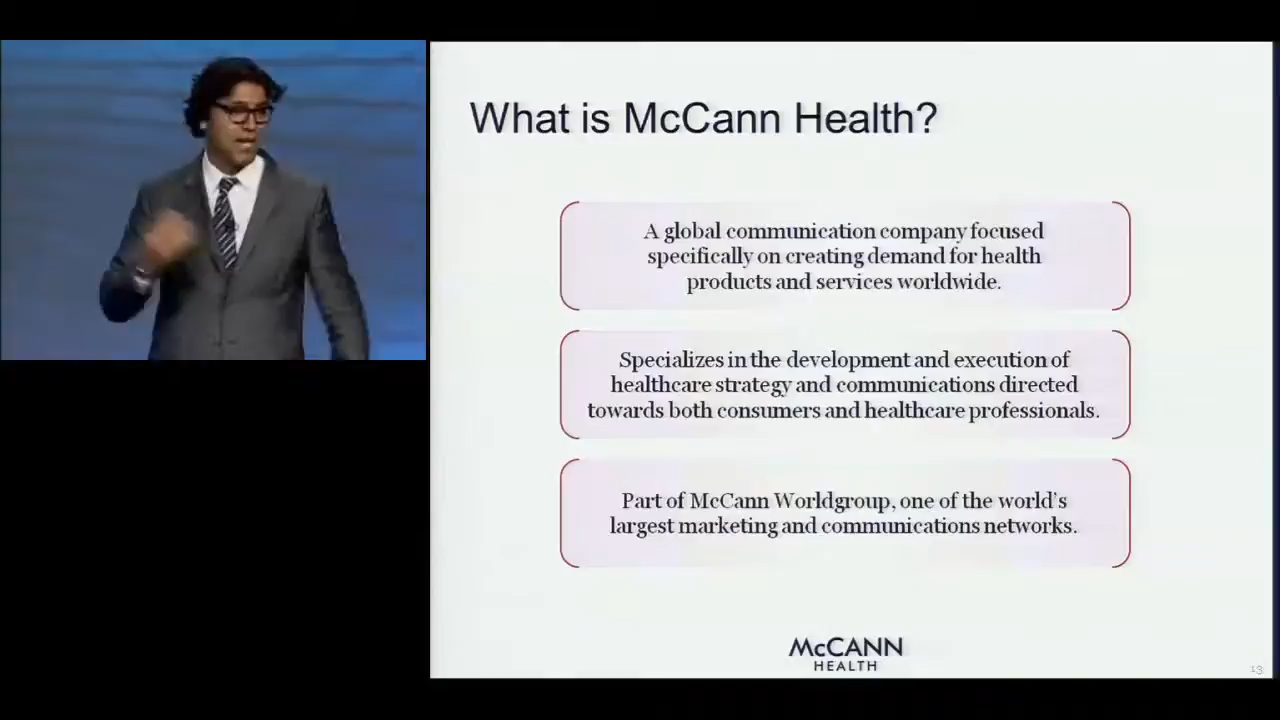 What is McCann Health?
A global communication company focused
specifically on creating demand for health
products and services worldwide.
Specializes in the development and execution of
healthcare strategy and communications directed
towards both consumers and healthcare professionals.
Part of McCann Worldgroup, one of the world's
largest marketing and communications networks.
McCANN
HEALTH
13